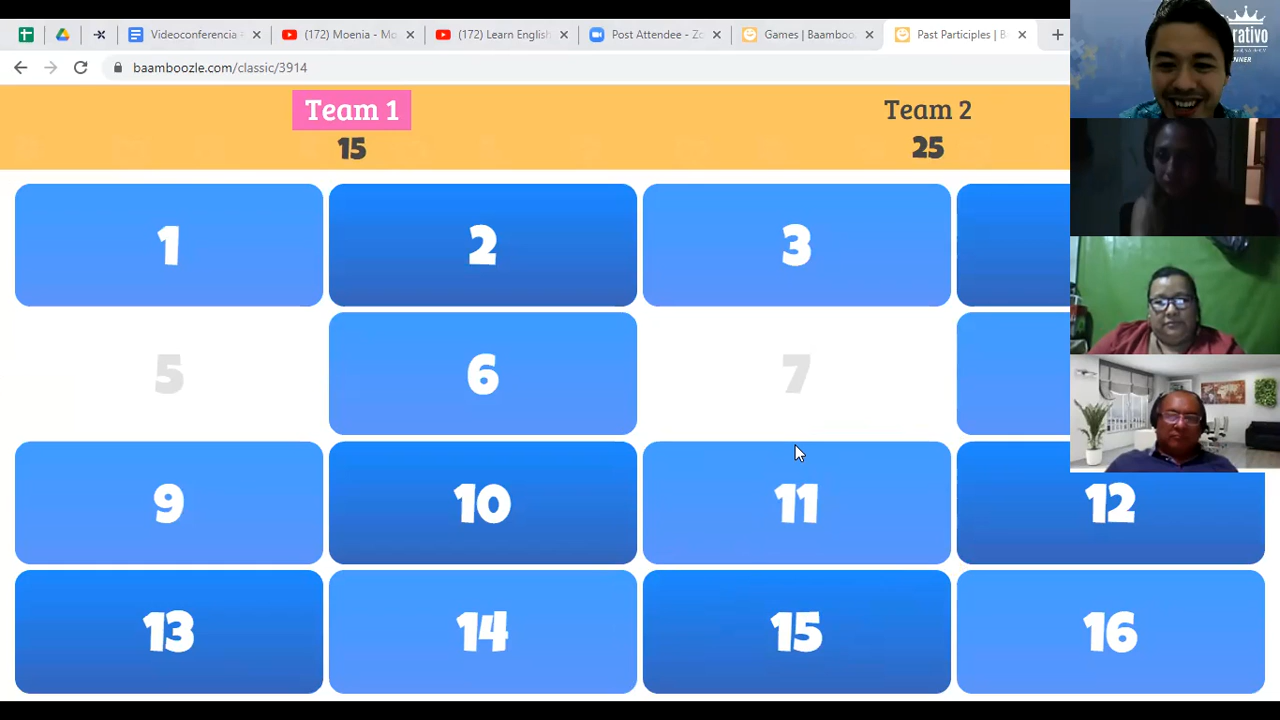 Videoconferencia
(172) Moenia - Mo
(172) Learn English
Post Attendee - Zo
Games | Baamboo
Past Participles | B
baamboozle.com/classic/3914
Team 1
Team 2
15
25
1
2
3
5
6
7
9
10
11
12
13
14
15
16